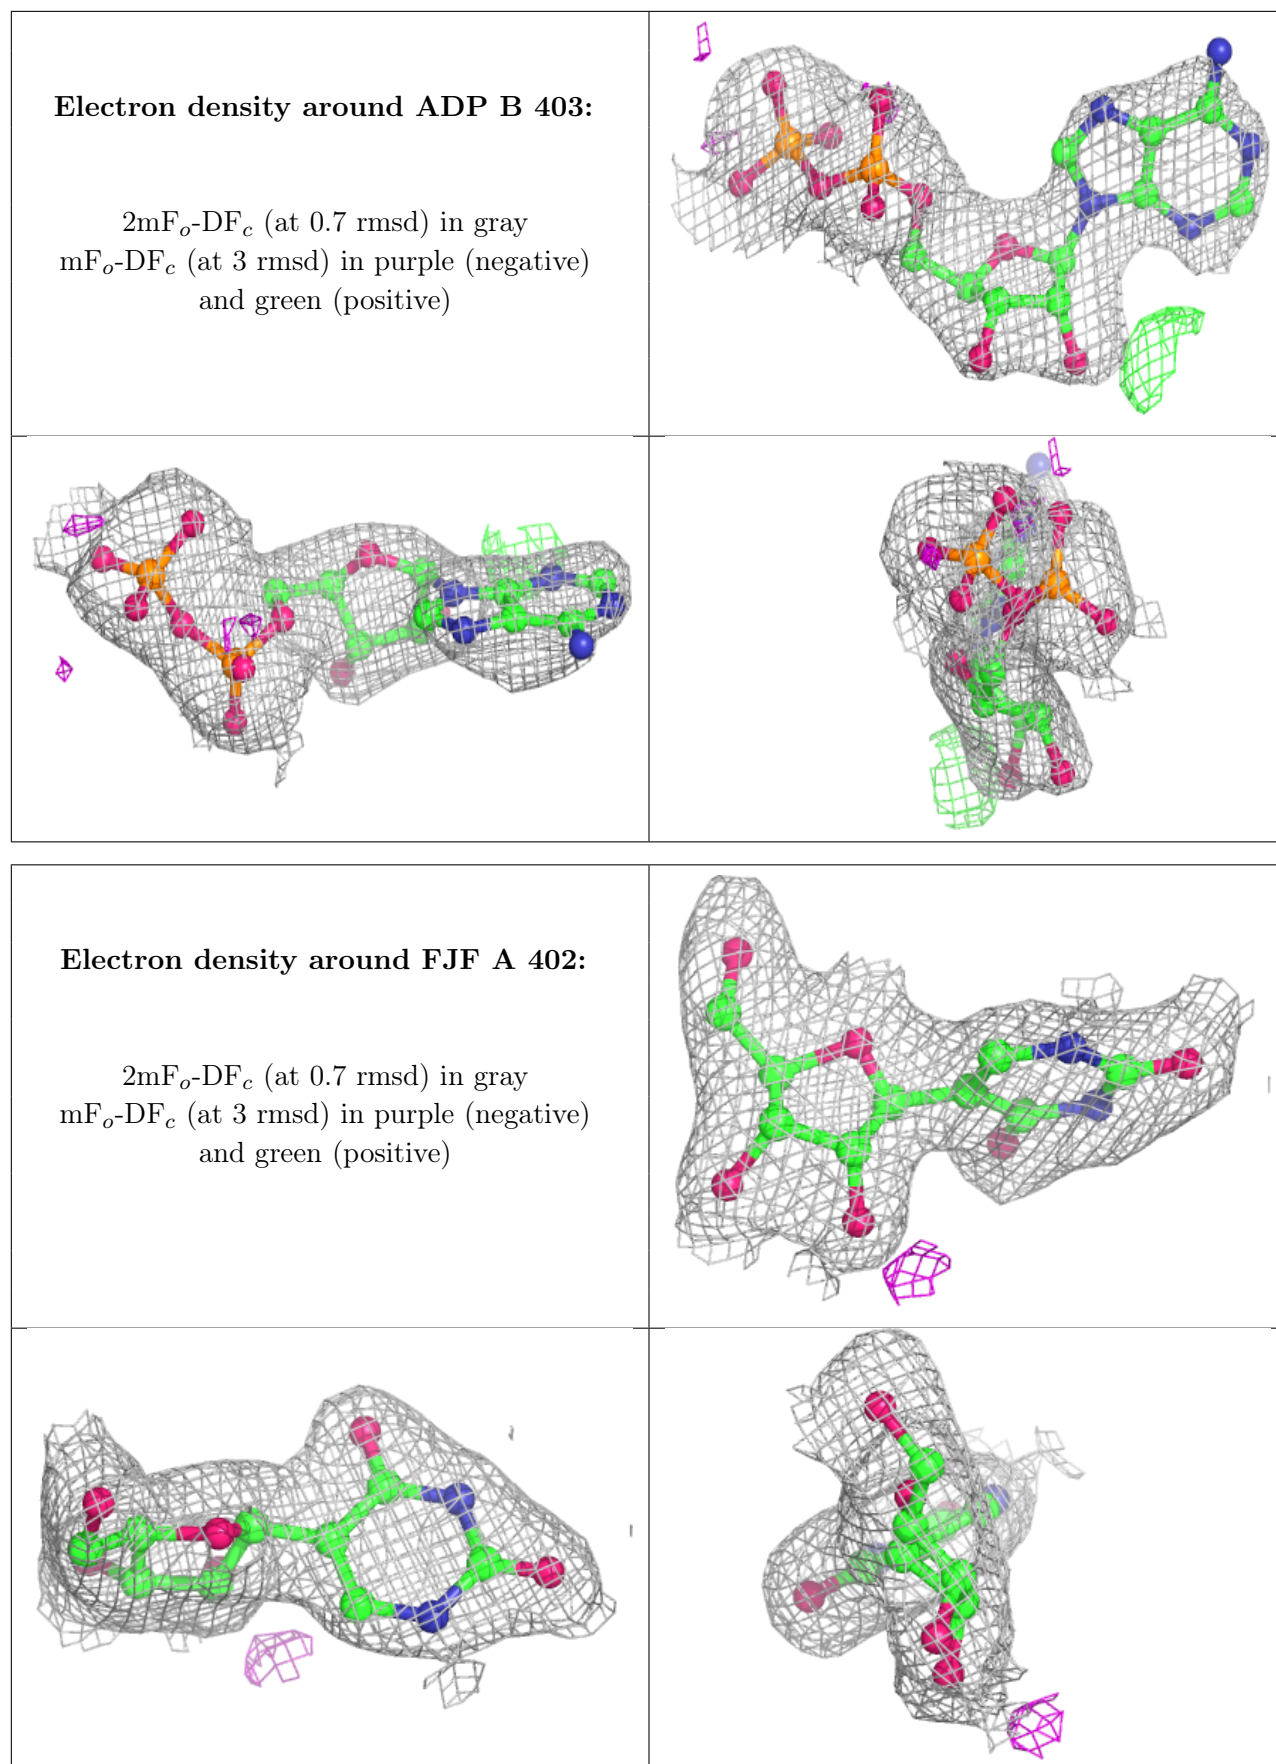 Electron density around ADP B 403:
2mFo-DFc (at 0.7 rmsd) in gray
mFo-DFc (at 3 rmsd) in purple (negative)
and green (positive)
Electron density around FJF A 402:
2mFo-DFc (at 0.7 rmsd) in gray
mFo-DFc (at 3 rmsd) in purple (negative)
and green (positive)